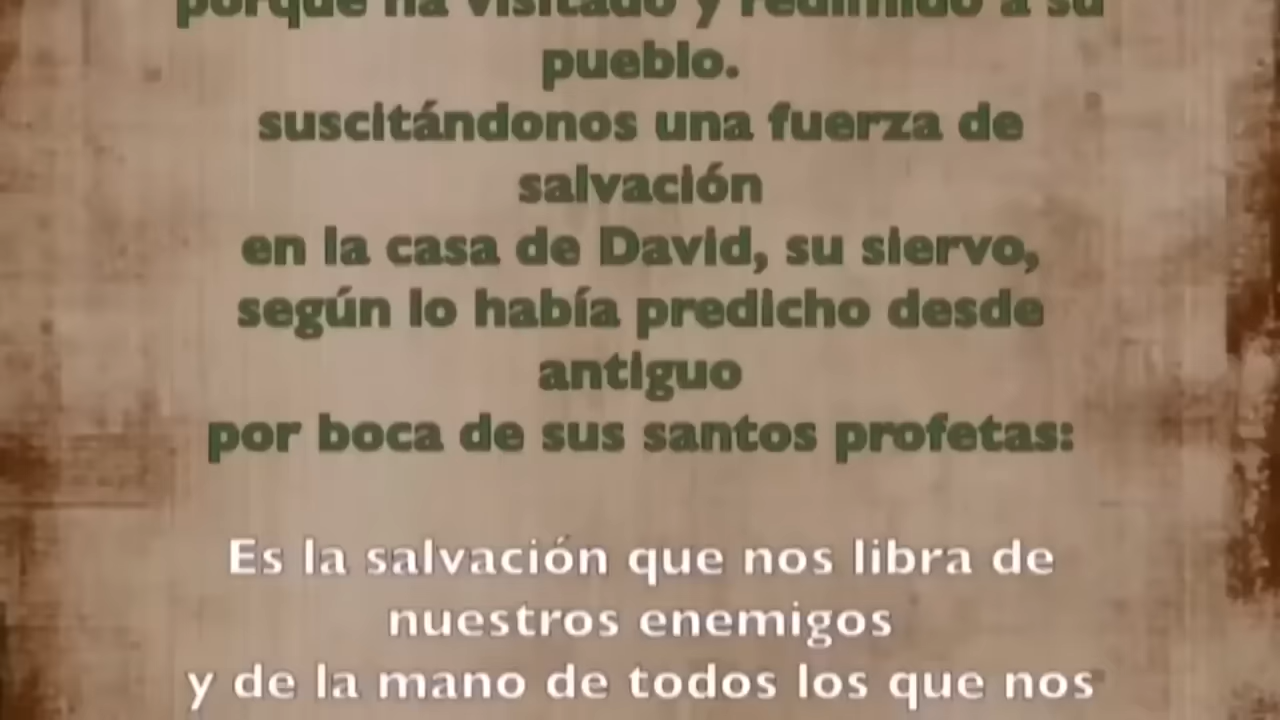 porque ha visitado y redimido a su
pueblo.
suscitándonos una fuerza de
salvación
en la casa de David, su siervo,
según lo había predicho desde
antiguo
por boca de sus santos profetas:
Es la salvación que nos libra de
nuestros enemigos
y de la mano de todos los que nos